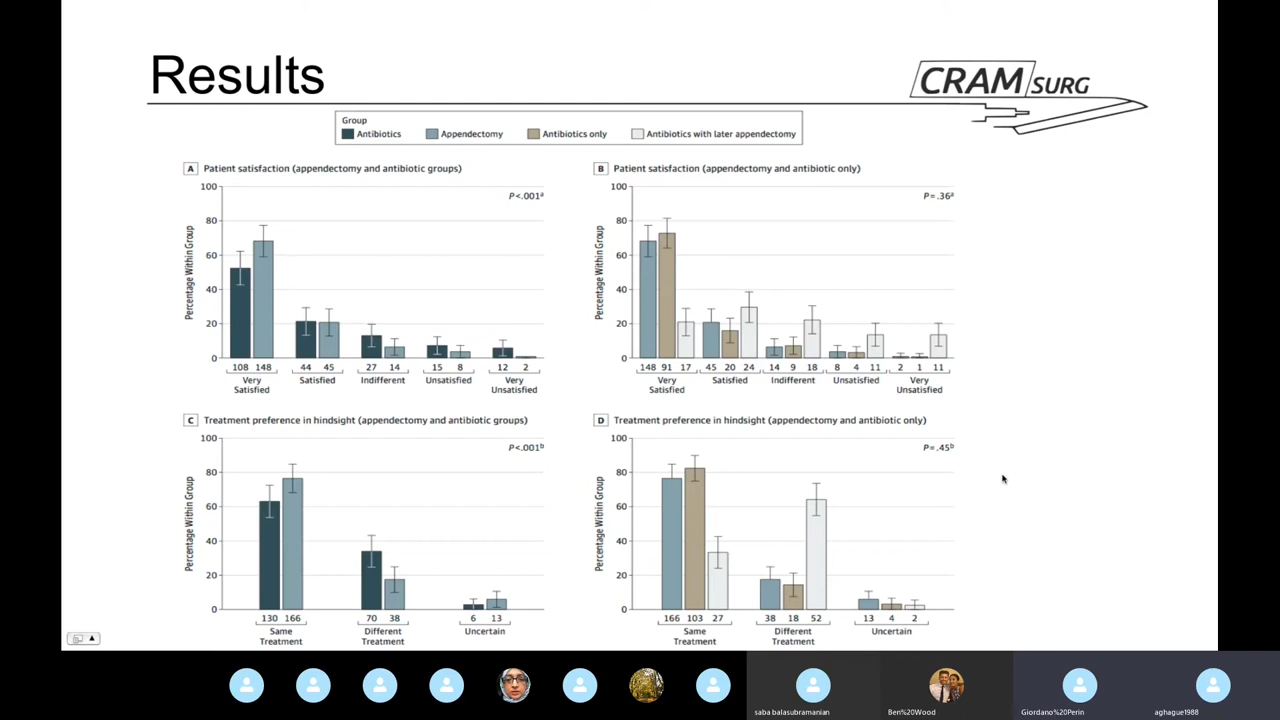 Results
CRAM SURG
Group
Antibiotics Appendectomy Antibiotics only Antibiotics with later appendectomy
A Patient satisfaction (appendectomy and antibiotic groups)
P<.001a
Percentage Within Group
100
80
60
40
20
0
108 148 44 45 27 14 15 8 12 2
Very Satisfied Satisfied Indifferent Unsatisfied Very Unsatisfied
B Patient satisfaction (appendectomy and antibiotic only)
P=.36a
Percentage Within Group
100
80
60
40
20
0
148 91 17 45 20 24 14 9 18 8 4 11 2 1 11
Very Satisfied Satisfied Indifferent Unsatisfied Very Unsatisfied
C Treatment preference in hindsight (appendectomy and antibiotic groups)
P<.001b
Percentage Within Group
100
80
60
40
20
0
130 166 70 38 6 13
Same Treatment Different Treatment Uncertain
D Treatment preference in hindsight (appendectomy and antibiotic only)
P=.45b
Percentage Within Group
100
80
60
40
20
0
166 103 27 38 18 52 13 4 2
Same Treatment Different Treatment Uncertain
saba balasubramanian Ben%20Wood Giordano%20Perin aghague1988